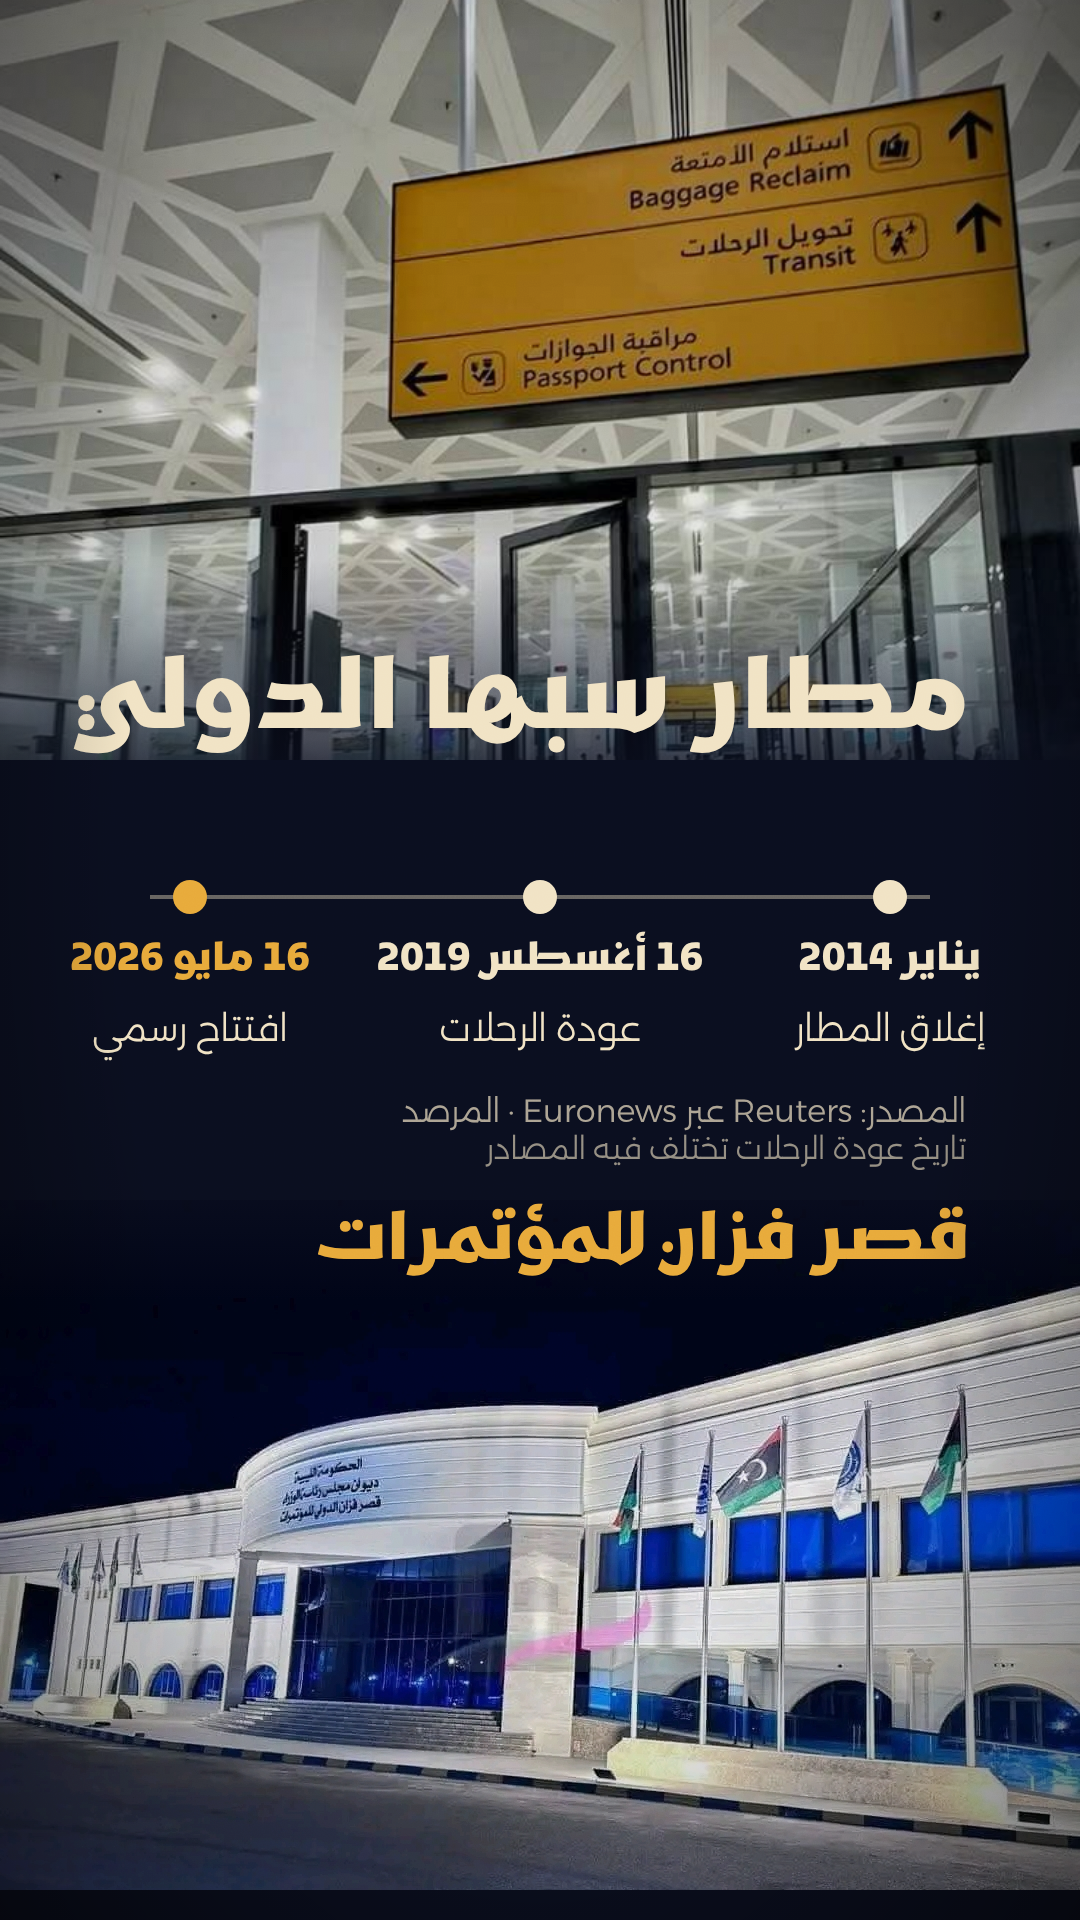 استلام الأمتعة
Baggage Reclaim
تحويل الرحلات
Transit
مراقبة الجوازات
Passport Control
مطار سبها الدولي:
يناير 2014
إغلاق المطار
16 أغسطس 2019
عودة الرحلات
16 مايو 2026
افتتاح رسمي
المصدر: Reuters عبر Euronews · المرصد
تاريخ عودة الرحلات تختلف فيه المصادر
قصر فزان للمؤتمرات
الحكومة الليبية
ديوان مجلس رئاسة الوزراء
قصر فزان الدولي للمؤتمرات